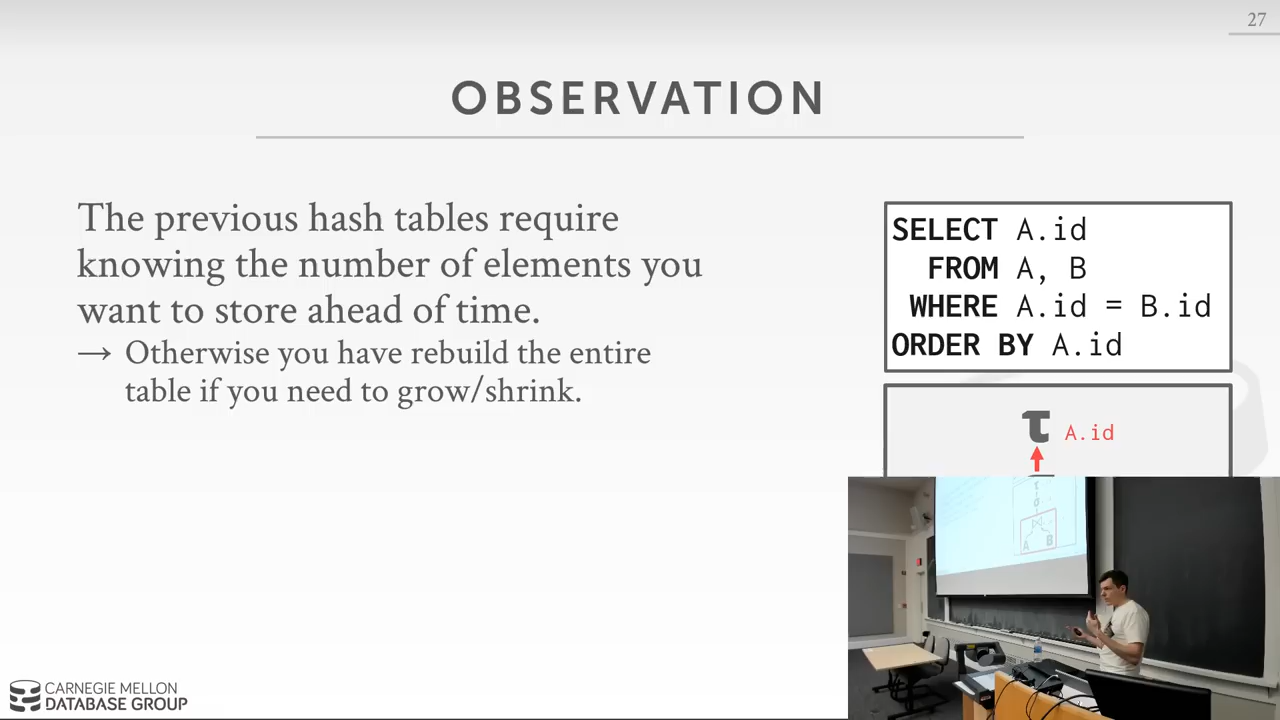 27
OBSERVATION
The previous hash tables require
knowing the number of elements you
want to store ahead of time.
→ Otherwise you have rebuild the entire
table if you need to grow/shrink.
SELECT A.id
FROM A, B
WHERE A.id = B.id
ORDER BY A.id
τ A.id
A B
CARNEGIE MELLON
DATABASE GROUP